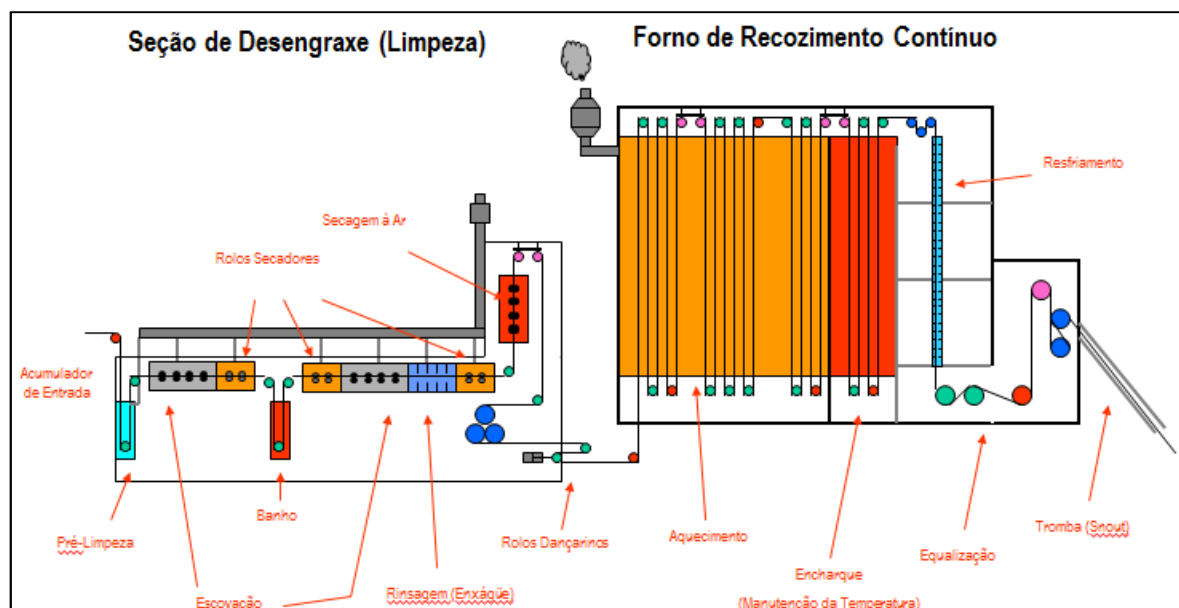 Seção de Desengraxe (Limpeza)
Forno de Recozimento Contínuo
Resfriamento
Secagem à Ar
Rolos Secadores
Acumulador
de Entrada
Pré-Limpeza
Banho
Escovação
Rinsagem (Enxágüe)
Rolos Dançarinos
Aquecimento
Encharque
(Manutenção da Temperatura)
Equalização
Tromba (Snout)